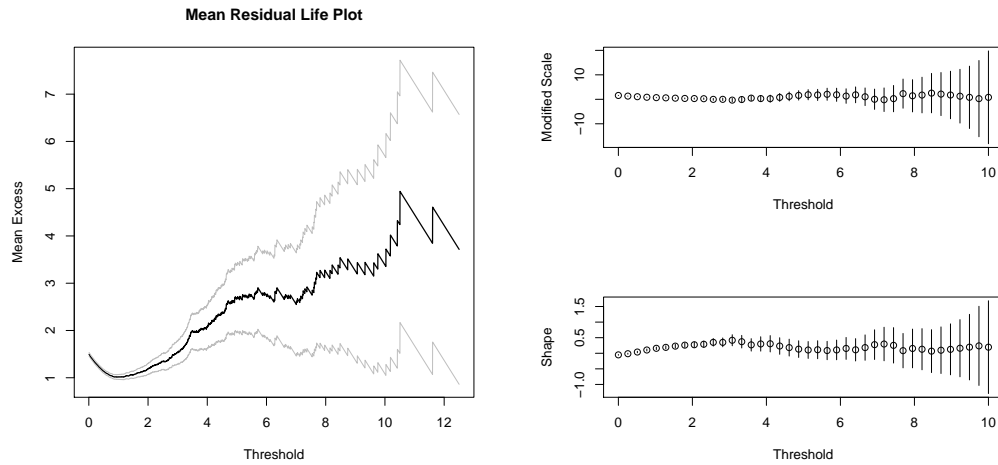 Mean Residual Life Plot
Mean Excess
7
6
5
4
3
2
1
0 2 4 6 8 10 12
Threshold
Modified Scale
10
−10
0 2 4 6 8 10
Threshold
Shape
1.5
0.5
−1.0
0 2 4 6 8 10
Threshold